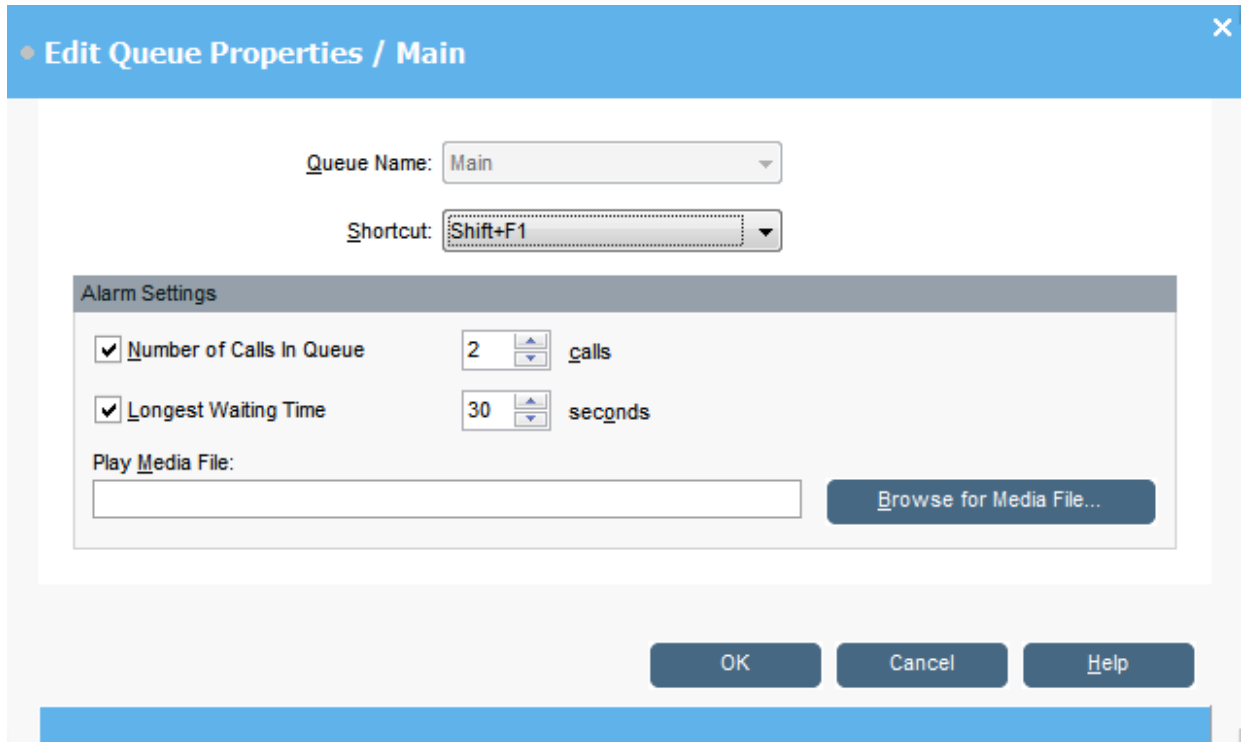 Edit Queue Properties / Main
Queue Name: Main
Shortcut: Shift+F1
Alarm Settings
Number of Calls In Queue 2 calls
Longest Waiting Time 30 seconds
Play Media File:
Browse for Media File...
OK Cancel Help